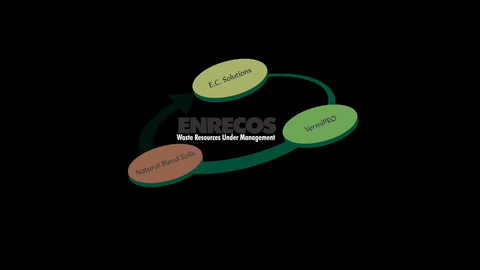 E.C. Solutions
ENRECOS
Waste Resources Under Management
VermiPRO
Natural Blend Soils